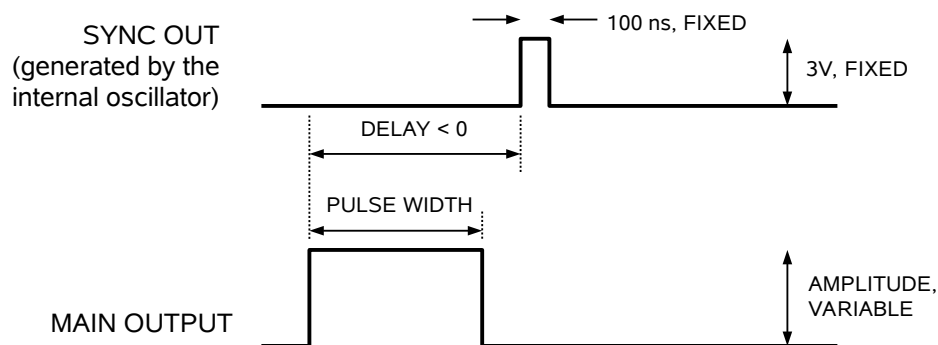 100 ns, FIXED
SYNC OUT
(generated by the
internal oscillator)
3V, FIXED
DELAY < 0
PULSE WIDTH
AMPLITUDE,
VARIABLE
MAIN OUTPUT